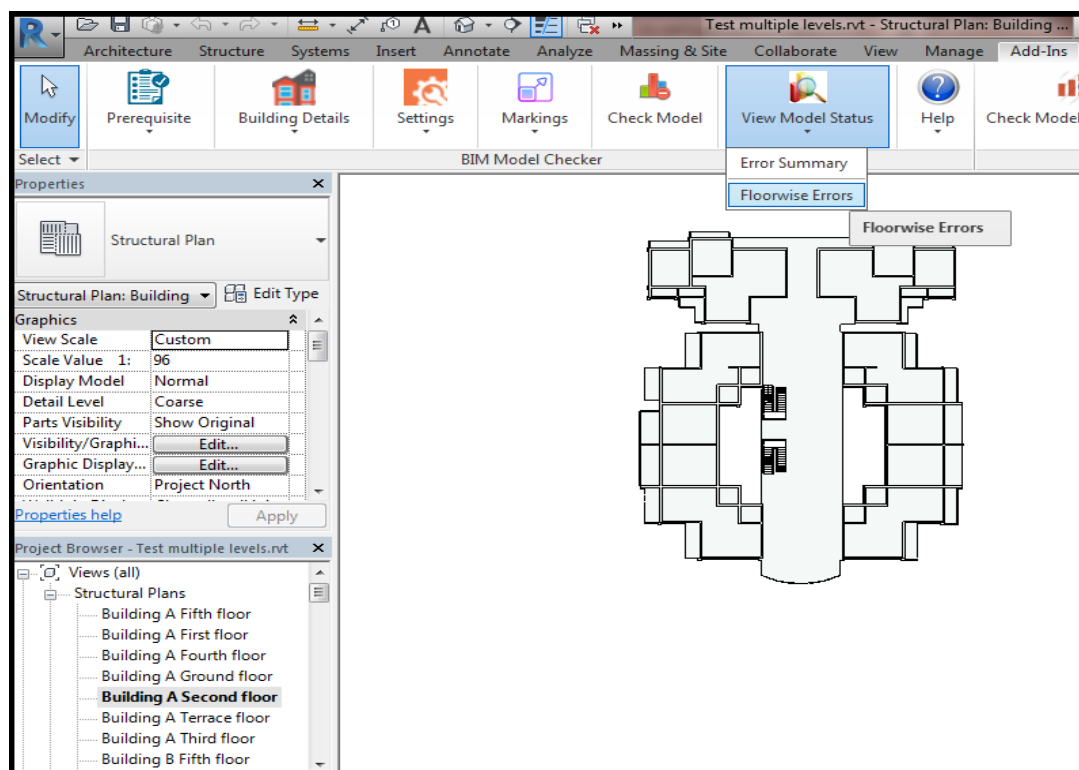 Test multiple levels.rvt - Structural Plan: Building ...
Architecture Structure Systems Insert Annotate Analyze Massing & Site Collaborate View Manage Add-Ins
Modify Prerequisite Building Details Settings Markings Check Model View Model Status Help Check Model
Select BIM Model Checker
Error Summary
Floorwise Errors
Floorwise Errors
Properties
Structural Plan
Structural Plan: Building Edit Type
Graphics
View Scale Custom
Scale Value 1: 96
Display Model Normal
Detail Level Coarse
Parts Visibility Show Original
Visibility/Graphi... Edit...
Graphic Display... Edit...
Orientation Project North
Properties help Apply
Project Browser - Test multiple levels.rvt
Views (all)
Structural Plans
Building A Fifth floor
Building A First floor
Building A Fourth floor
Building A Ground floor
Building A Second floor
Building A Terrace floor
Building A Third floor
Building B Fifth floor